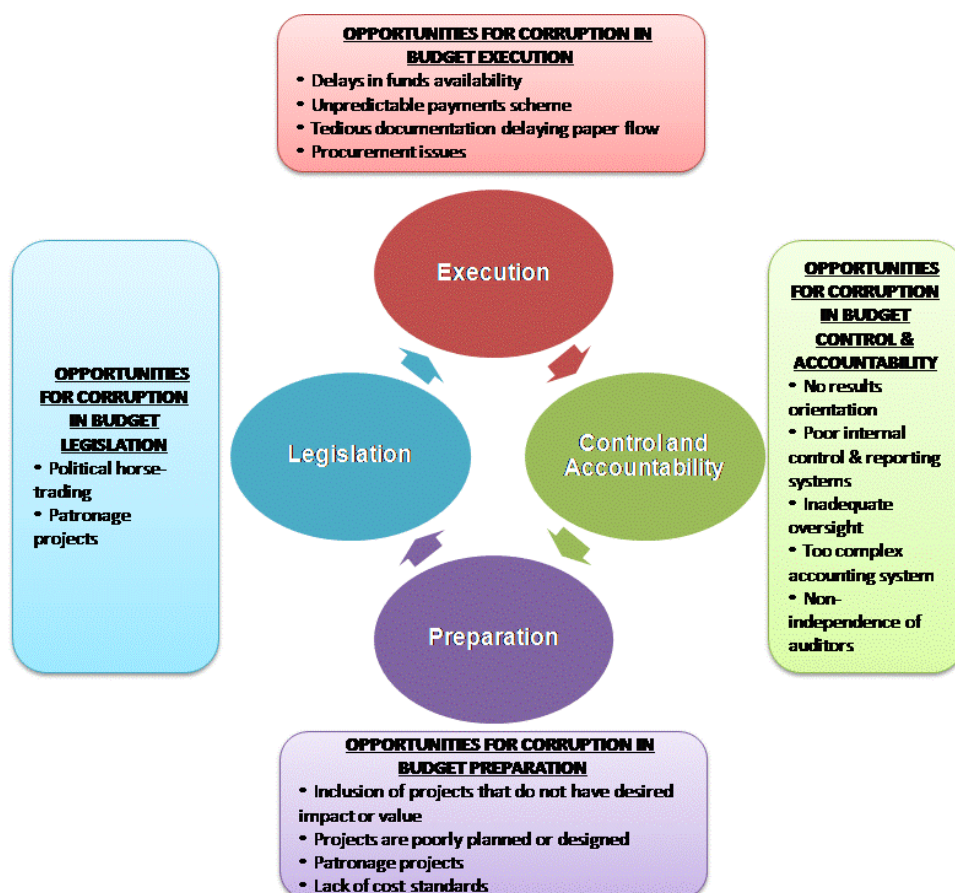 OPPORTUNITIES FOR CORRUPTION IN
BUDGET EXECUTION
• Delays in funds availability
• Unpredictable payments scheme
• Tedious documentation delaying paper flow
• Procurement issues
Execution
OPPORTUNITIES
FOR CORRUPTION
IN BUDGET
LEGISLATION
• Political horse-
trading
• Patronage
projects
Legislation
Control and
Accountability
OPPORTUNITIES
FOR CORRUPTION
IN BUDGET
CONTROL &
ACCOUNTABILITY
• No results
orientation
• Poor internal
control & reporting
systems
• Inadequate
oversight
• Too complex
accounting system
• Non-
independence of
auditors
Preparation
OPPORTUNITIES FOR CORRUPTION IN
BUDGET PREPARATION
• Inclusion of projects that do not have desired
impact or value
• Projects are poorly planned or designed
• Patronage projects
• Lack of cost standards